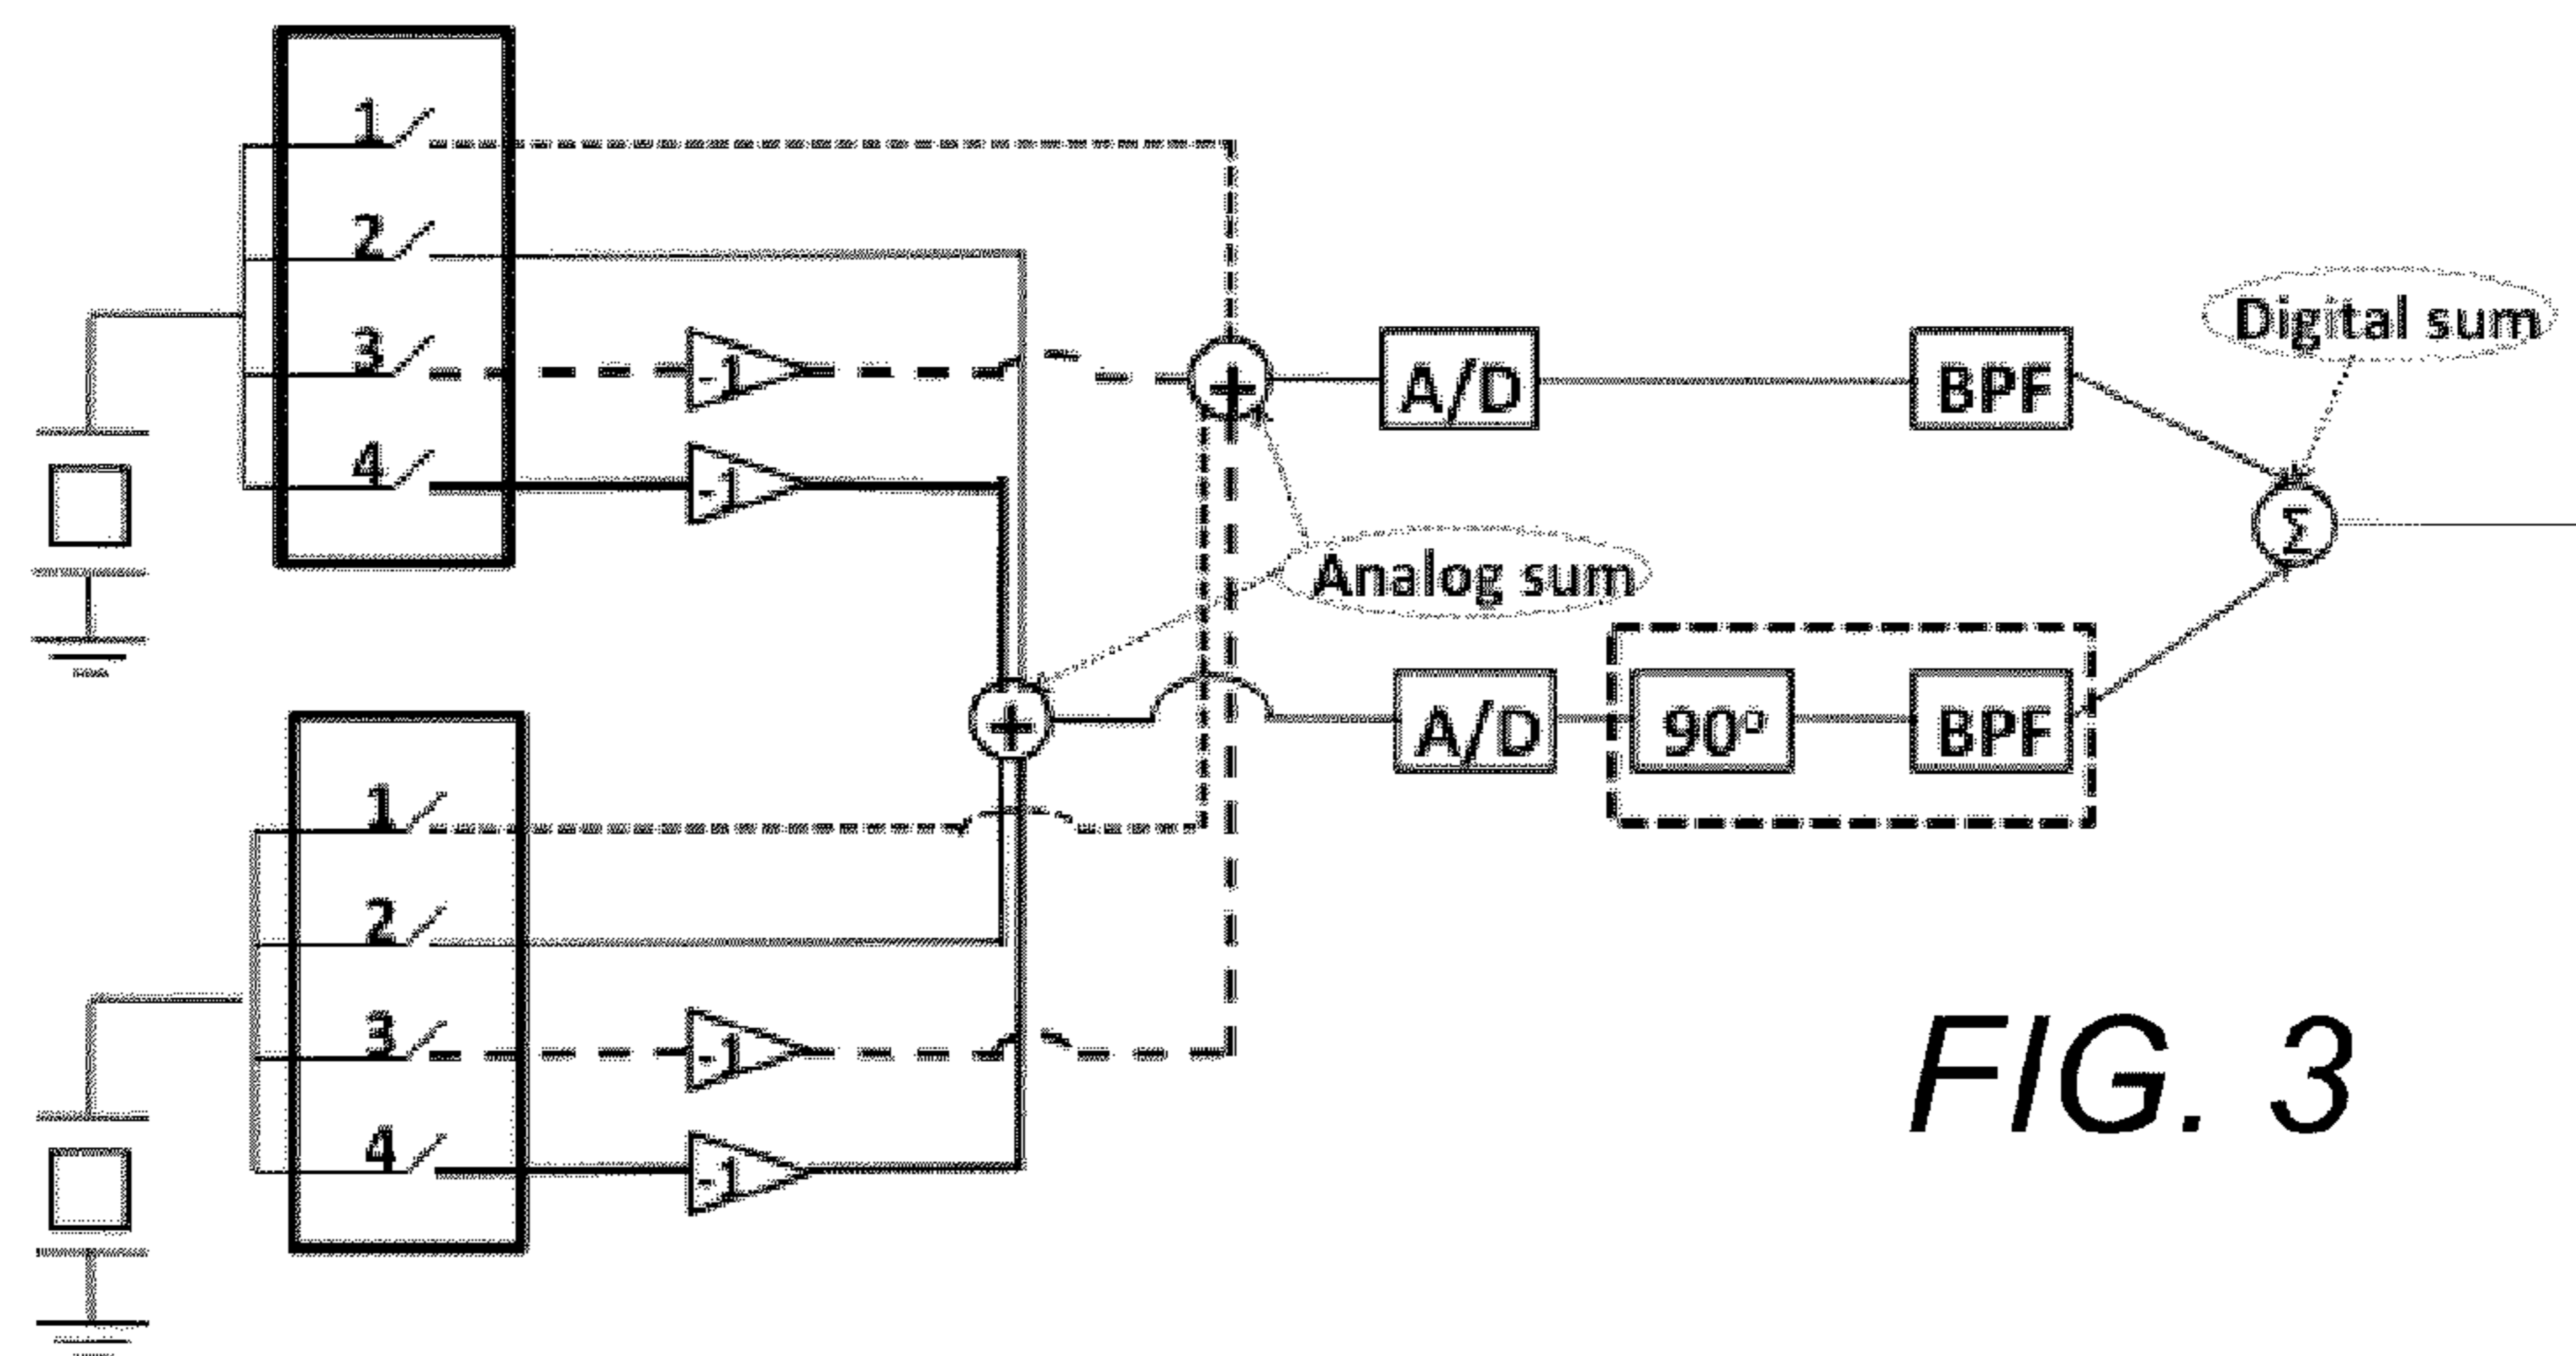 1
2
3
-1
4
-1
+
A/D
BPF
Digital sum
Σ
Analog sum
+
A/D
90º
BPF
1
2
3
-1
4
-1
FIG. 3